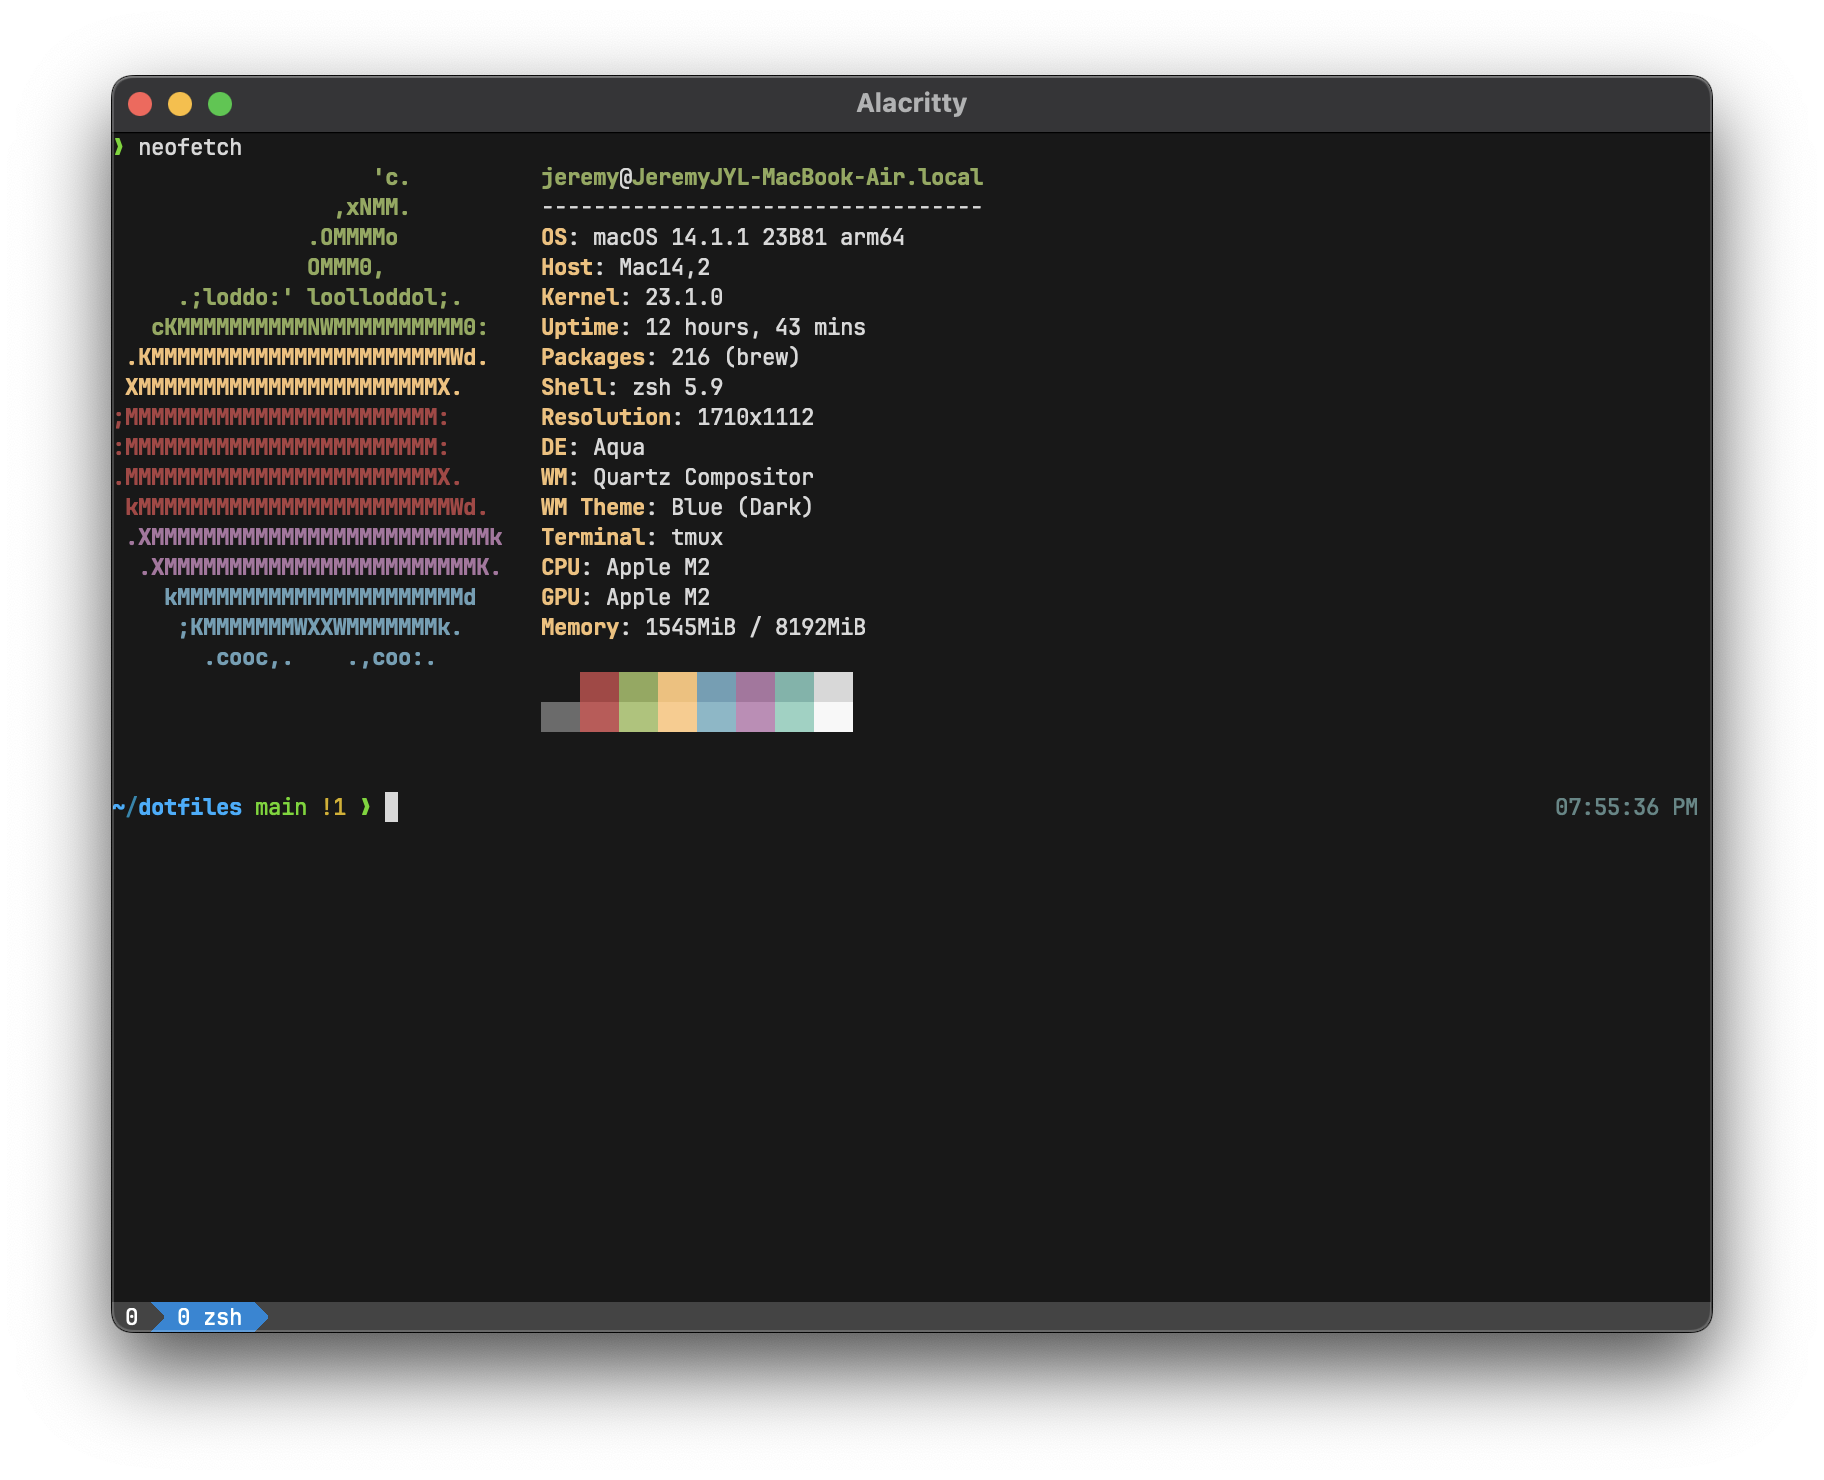 Alacritty
❱ neofetch
                    'c.          jeremy@JeremyJYL-MacBook-Air.local
                 ,xNMM.          ----------------------------------
               .OMMMMo           OS: macOS 14.1.1 23B81 arm64
               OMMM0,            Host: Mac14,2
     .;loddo:' loolloddol;.      Kernel: 23.1.0
   cKMMMMMMMMMMNWMMMMMMMMMM0:    Uptime: 12 hours, 43 mins
 .KMMMMMMMMMMMMMMMMMMMMMMMWd.    Packages: 216 (brew)
 XMMMMMMMMMMMMMMMMMMMMMMMX.      Shell: zsh 5.9
;MMMMMMMMMMMMMMMMMMMMMMMM:       Resolution: 1710x1112
:MMMMMMMMMMMMMMMMMMMMMMMM:       DE: Aqua
.MMMMMMMMMMMMMMMMMMMMMMMMX.      WM: Quartz Compositor
 kMMMMMMMMMMMMMMMMMMMMMMMMWd.    WM Theme: Blue (Dark)
 .XMMMMMMMMMMMMMMMMMMMMMMMMMMk   Terminal: tmux
  .XMMMMMMMMMMMMMMMMMMMMMMMMK.   CPU: Apple M2
    kMMMMMMMMMMMMMMMMMMMMMMd     GPU: Apple M2
     ;KMMMMMMMWXXWMMMMMMMk.      Memory: 1545MiB / 8192MiB
       .cooc,.    .,coo:.
~/dotfiles main !1 ❱ 07:55:36 PM
0 0 zsh